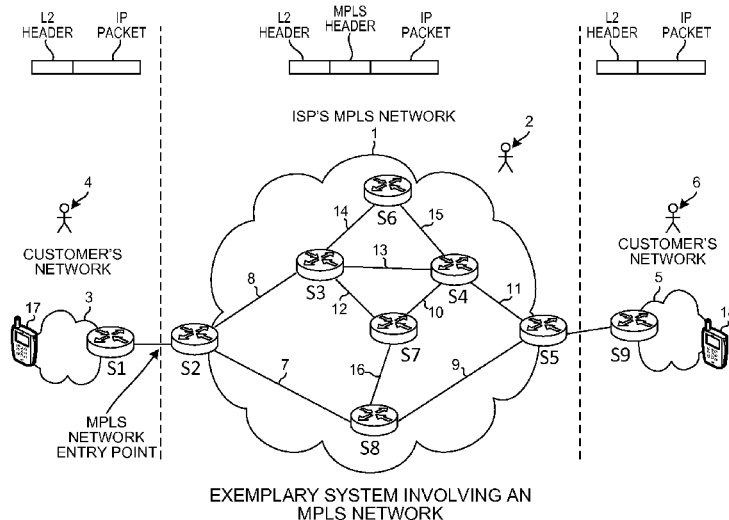 L2
HEADER
IP
PACKET
L2
HEADER
MPLS
HEADER
IP
PACKET
L2
HEADER
IP
PACKET
ISP'S MPLS NETWORK
1
2
4
6
CUSTOMER'S
NETWORK
CUSTOMER'S
NETWORK
S6
14
15
13
S3
S4
8
12
10
11
5
17
3
S1
S2
S7
S5
S9
7
16
9
S8
MPLS
NETWORK
ENTRY POINT
EXEMPLARY SYSTEM INVOLVING AN
MPLS NETWORK